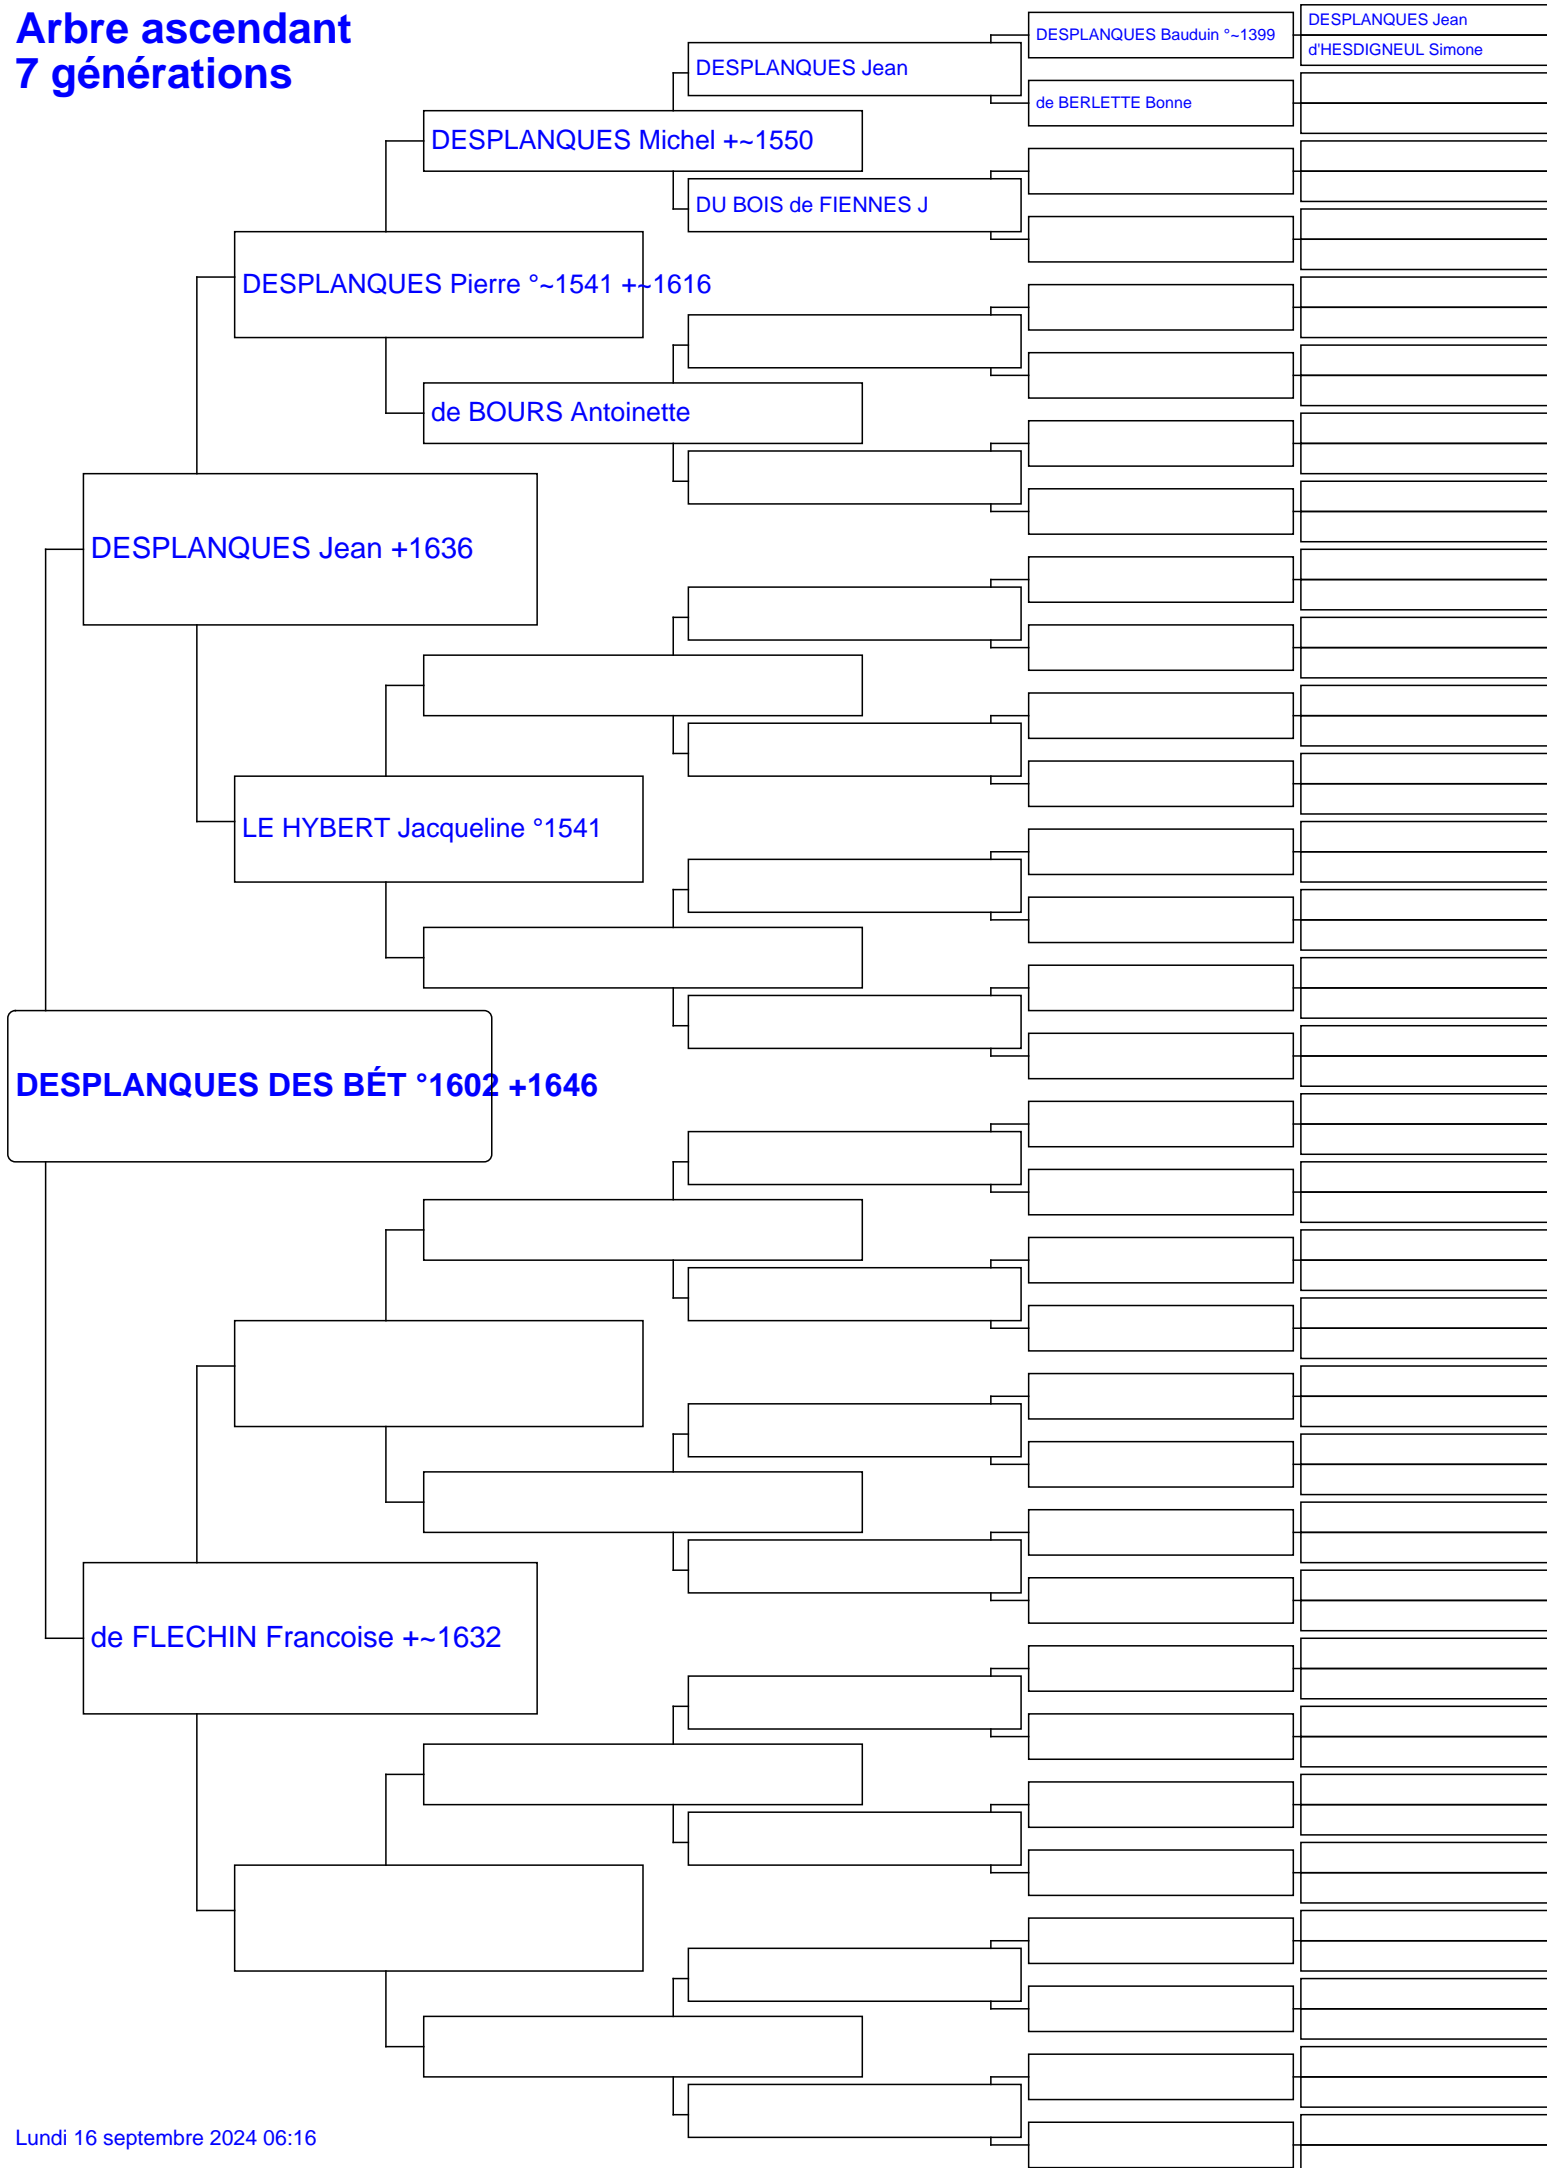 Arbre ascendant
7 générations
DESPLANQUES Jean
d'HESDIGNEUL Simone
DESPLANQUES Bauduin °~1399
de BERLETTE Bonne
DESPLANQUES Jean
DU BOIS de FIENNES J
DESPLANQUES Michel +~1550
DESPLANQUES Pierre °~1541 +~1616
de BOURS Antoinette
DESPLANQUES Jean +1636
LE HYBERT Jacqueline °1541
DESPLANQUES DES BÉT °1602 +1646
de FLECHIN Francoise +~1632
Lundi 16 septembre 2024 06:16